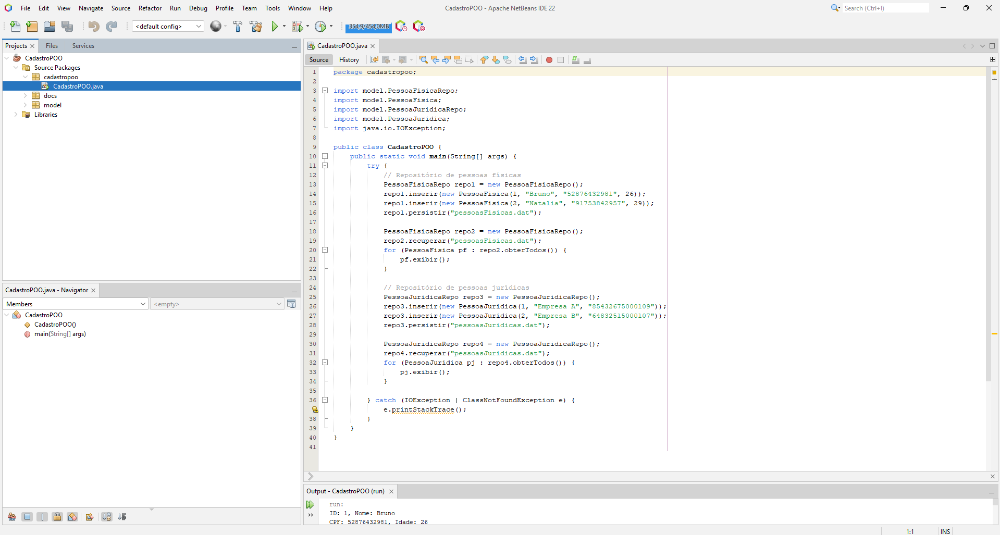 File Edit View Navigate Source Refactor Run Debug Profile Team Tools Window Help
CadastroPOO - Apache NetBeans IDE 22
Search (Ctrl+I)
<default config>
354,9/454,0MB
Projects Files Services
CadastroPOO
Source Packages
cadastropoo
CadastroPOO.java
docs
model
Libraries
CadastroPOO.java - Navigator
Members
<empty>
CadastroPOO
CadastroPOO()
main(String[] args)
CadastroPOO.java
Source History
1 package cadastropoo;
2
3 import model.PessoaFisicaRepo;
4 import model.PessoaFisica;
5 import model.PessoaJuridicaRepo;
6 import model.PessoaJuridica;
7 import java.io.IOException;
8
9 public class CadastroPOO {
10 public static void main(String[] args) {
11 try {
12 // Repositório de pessoas físicas
13 PessoaFisicaRepo repo1 = new PessoaFisicaRepo();
14 repo1.inserir(new PessoaFisica(1, "Bruno", "52876432981", 26));
15 repo1.inserir(new PessoaFisica(2, "Natalia", "91753842957", 29));
16 repo1.persistir("pessoasFisicas.dat");
17
18 PessoaFisicaRepo repo2 = new PessoaFisicaRepo();
19 repo2.recuperar("pessoasFisicas.dat");
20 for (PessoaFisica pf : repo2.obterTodos()) {
21 pf.exibir();
22 }
23
24 // Repositório de pessoas jurídicas
25 PessoaJuridicaRepo repo3 = new PessoaJuridicaRepo();
26 repo3.inserir(new PessoaJuridica(1, "Empresa A", "85432675000109"));
27 repo3.inserir(new PessoaJuridica(2, "Empresa B", "64832515000107"));
28 repo3.persistir("pessoasJuridicas.dat");
29
30 PessoaJuridicaRepo repo4 = new PessoaJuridicaRepo();
31 repo4.recuperar("pessoasJuridicas.dat");
32 for (PessoaJuridica pj : repo4.obterTodos()) {
33 pj.exibir();
34 }
35
36 } catch (IOException | ClassNotFoundException e) {
e.printStackTrace();
38 }
39 }
40 }
41
Output - CadastroPOO (run)
run:
ID: 1, Nome: Bruno
CPF: 52876432981, Idade: 26
1:1 INS